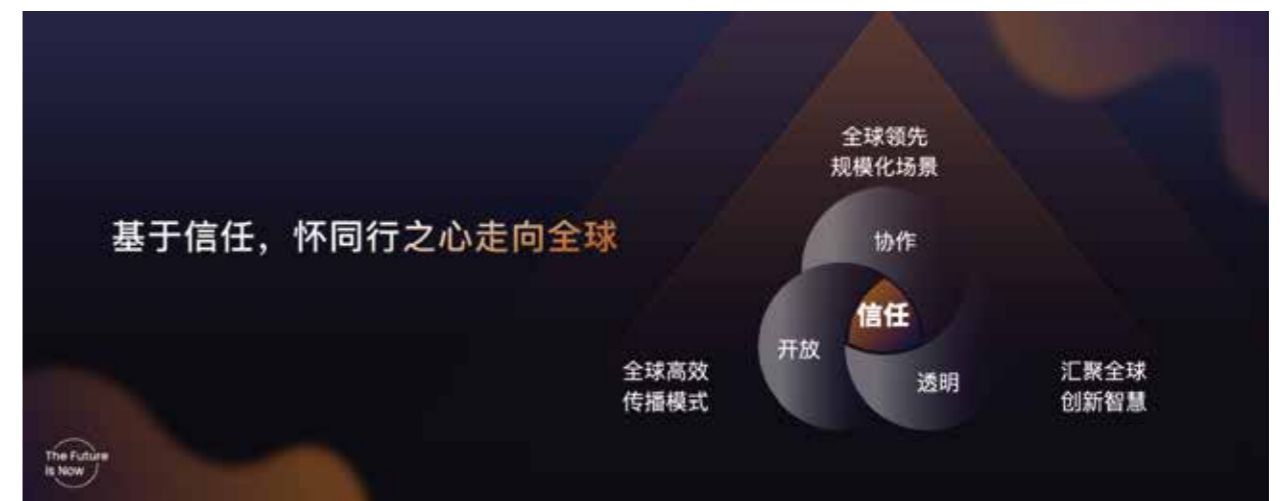 基于信任，怀同行之心走向全球
全球领先
规模化场景
协作
信任
开放
透明
全球高效
传播模式
汇聚全球
创新智慧
The Future
is Now